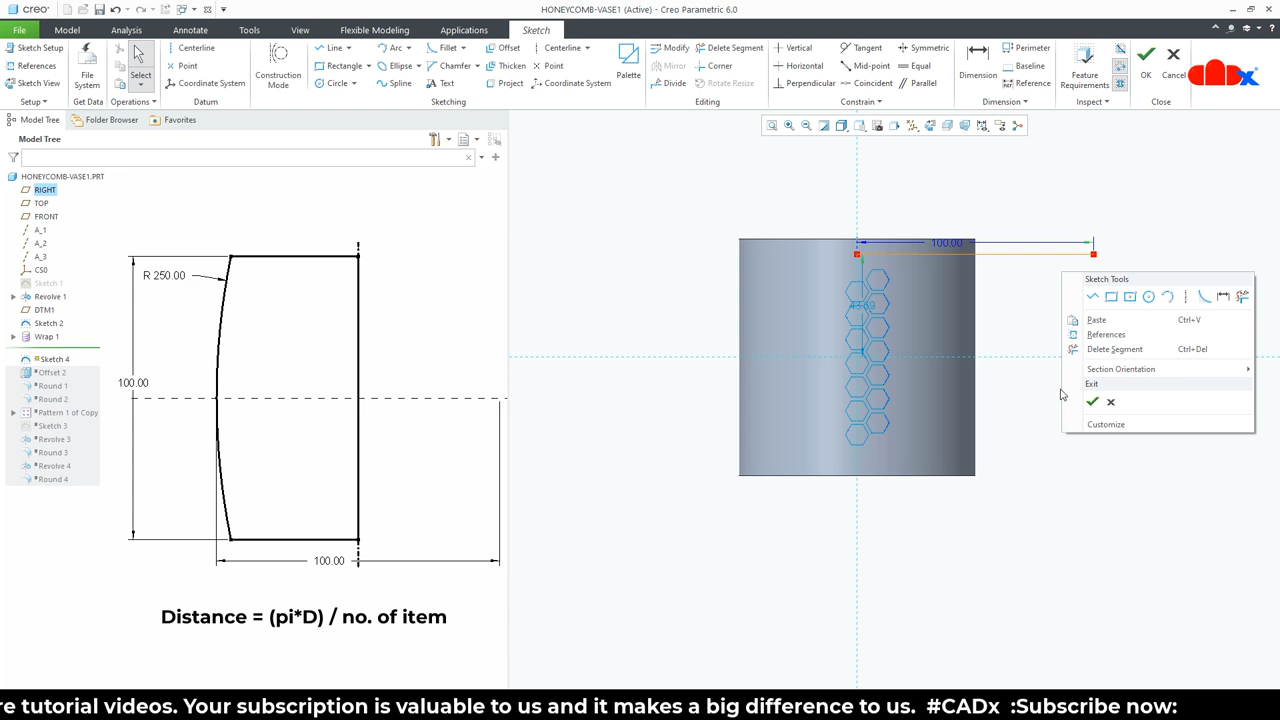 creo
HONEYCOMB-VASE1 (Active) - Creo Parametric 6.0
File
Model
Analysis
Annotate
Tools
View
Flexible Modeling
Applications
Sketch
Sketch Setup
References
Sketch View
Setup
File System
Get Data
Select
Operations
Centerline
Point
Coordinate System
Datum
Construction Mode
Line
Arc
Fillet
Offset
Centerline
Rectangle
Ellipse
Chamfer
Thicken
Point
Circle
Spline
Text
Project
Coordinate System
Palette
Sketching
Modify
Delete Segment
Mirror
Corner
Divide
Rotate Resize
Editing
Vertical
Tangent
Symmetric
Horizontal
Mid-point
Equal
Perpendicular
Coincident
Parallel
Constrain
Dimension
Perimeter
Baseline
Reference
Dimension
Feature Requirements
Inspect
OK
Cancel
Close
CADx
Model Tree
Folder Browser
Favorites
Model Tree
HONEYCOMB-VASE1.PRT
RIGHT
TOP
FRONT
A_1
A_2
A_3
CS0
Sketch 1
Revolve 1
DTM1
Sketch 2
Wrap 1
Sketch 4
Offset 2
Round 1
Round 2
Pattern 1 of Copy
Sketch 3
Revolve 3
Round 3
Revolve 4
Round 4
R 250.00
100.00
100.00
Distance = (pi*D) / no. of item
100.00
Sketch Tools
Paste Ctrl+V
References
Delete Segment Ctrl+Del
Section Orientation
Exit
Customize
re tutorial videos. Your subscription is valuable to us and it makes a big difference to us. #CADx :Subscribe now: